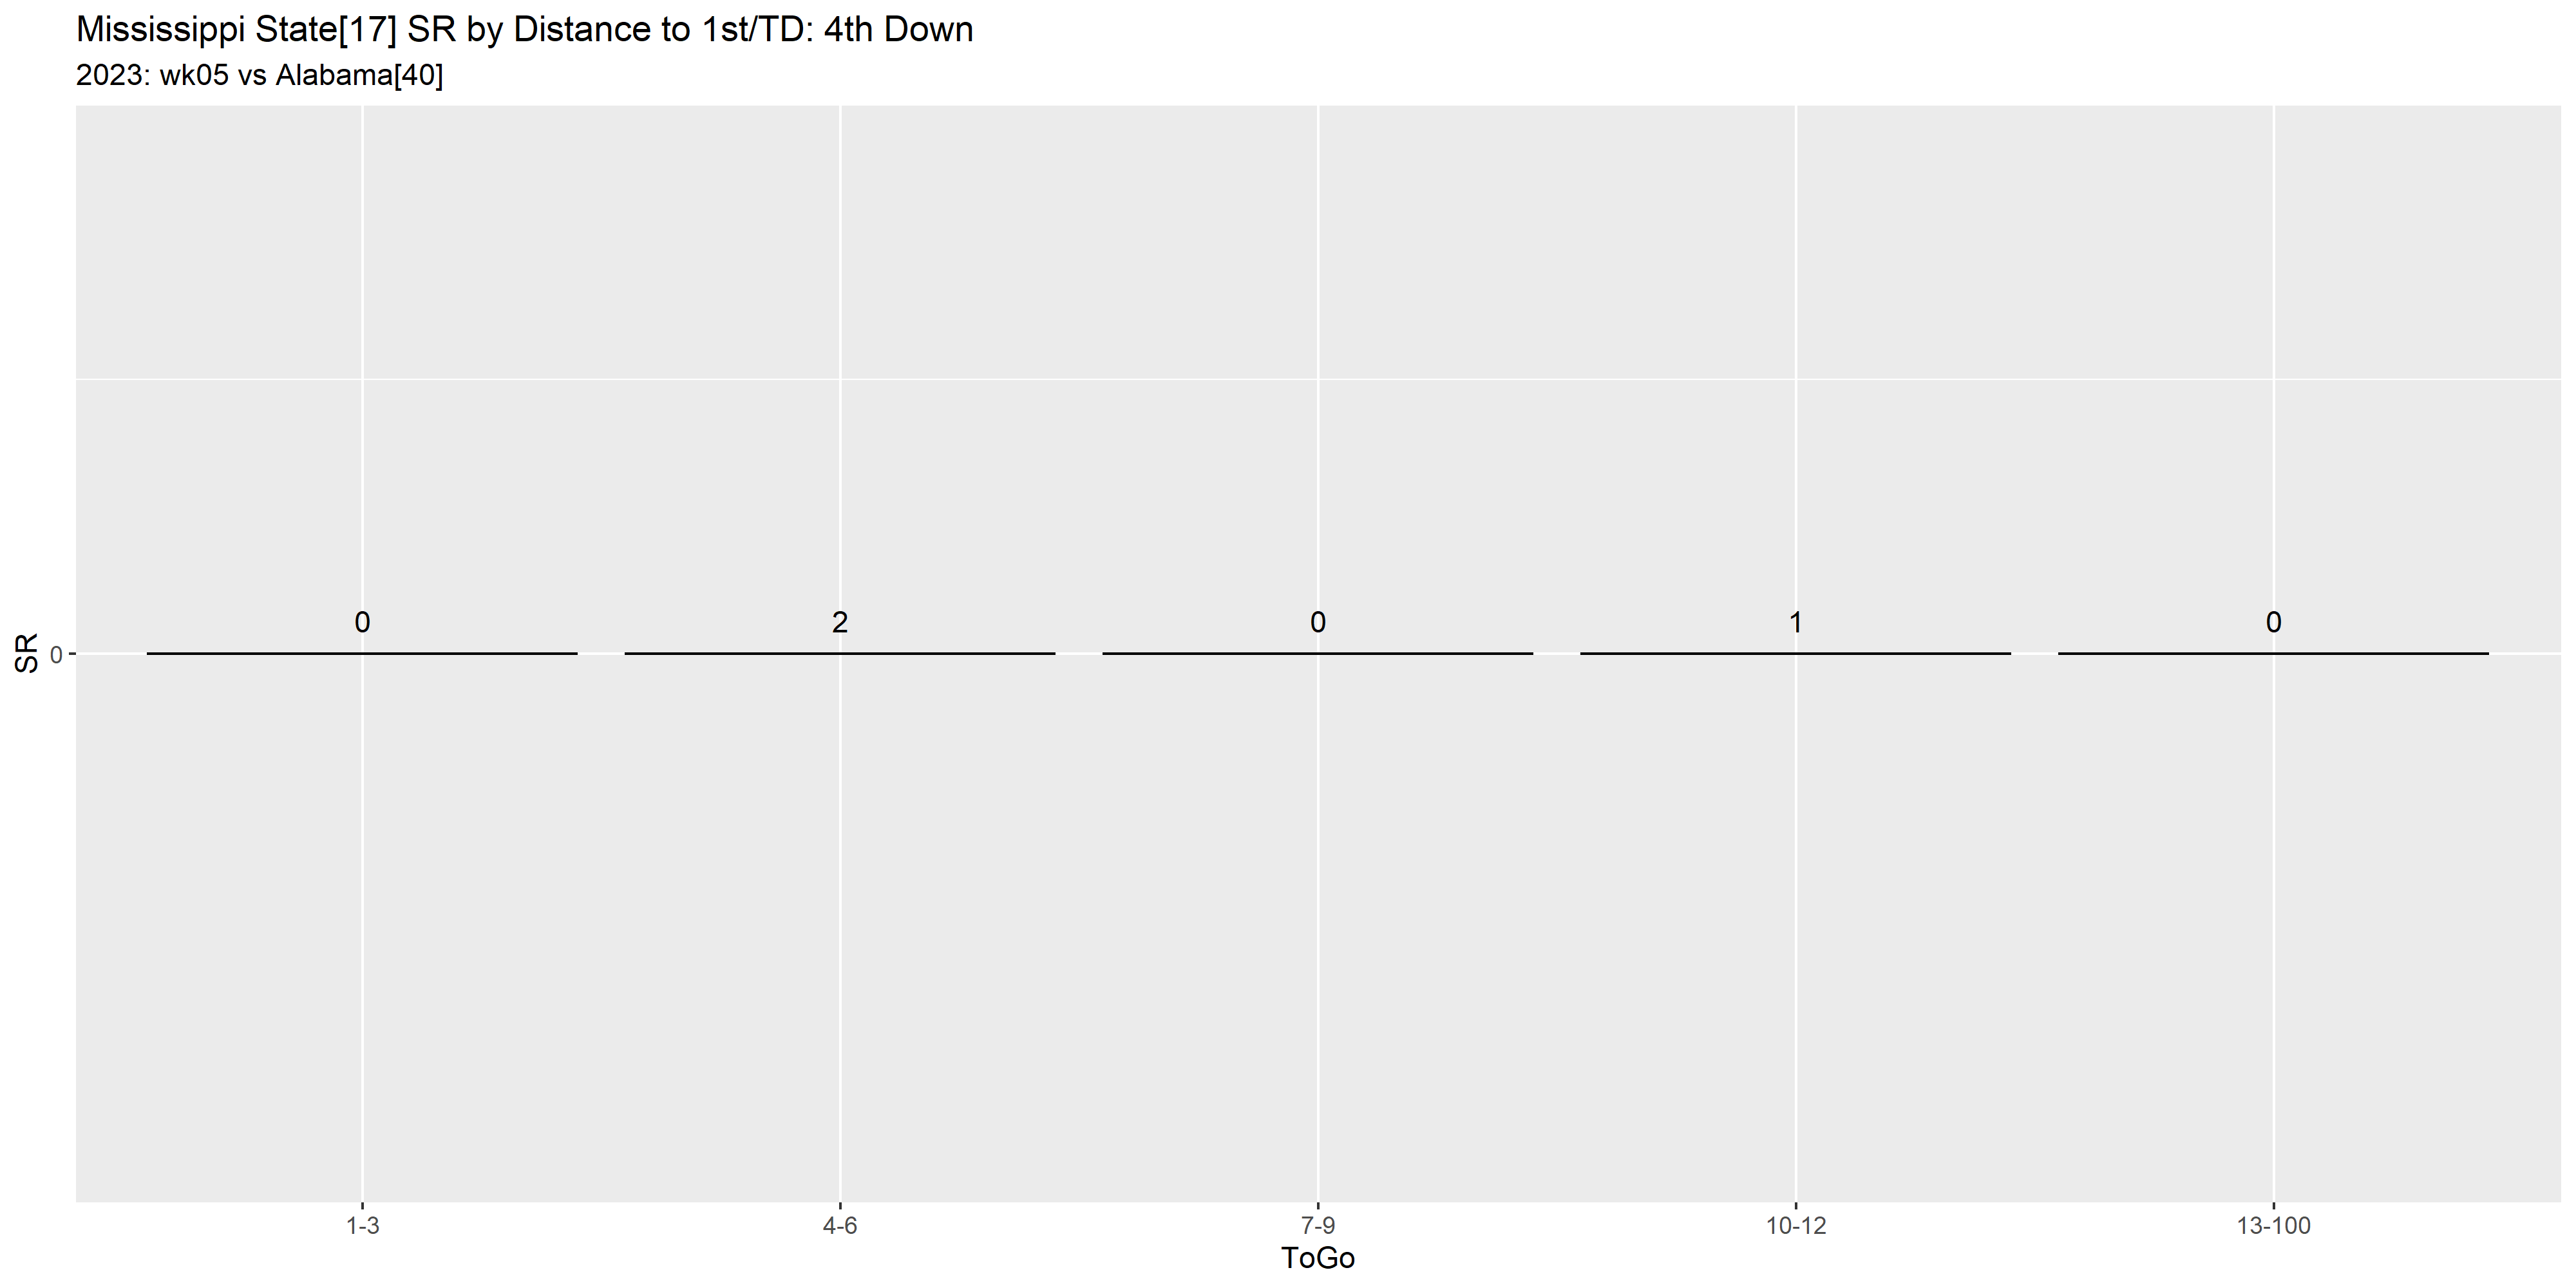 Mississippi State[17] SR by Distance to 1st/TD: 4th Down
2023: wk05 vs Alabama[40]
0 2 0 1 0
SR
0
1-3 4-6 7-9 10-12 13-100
ToGo